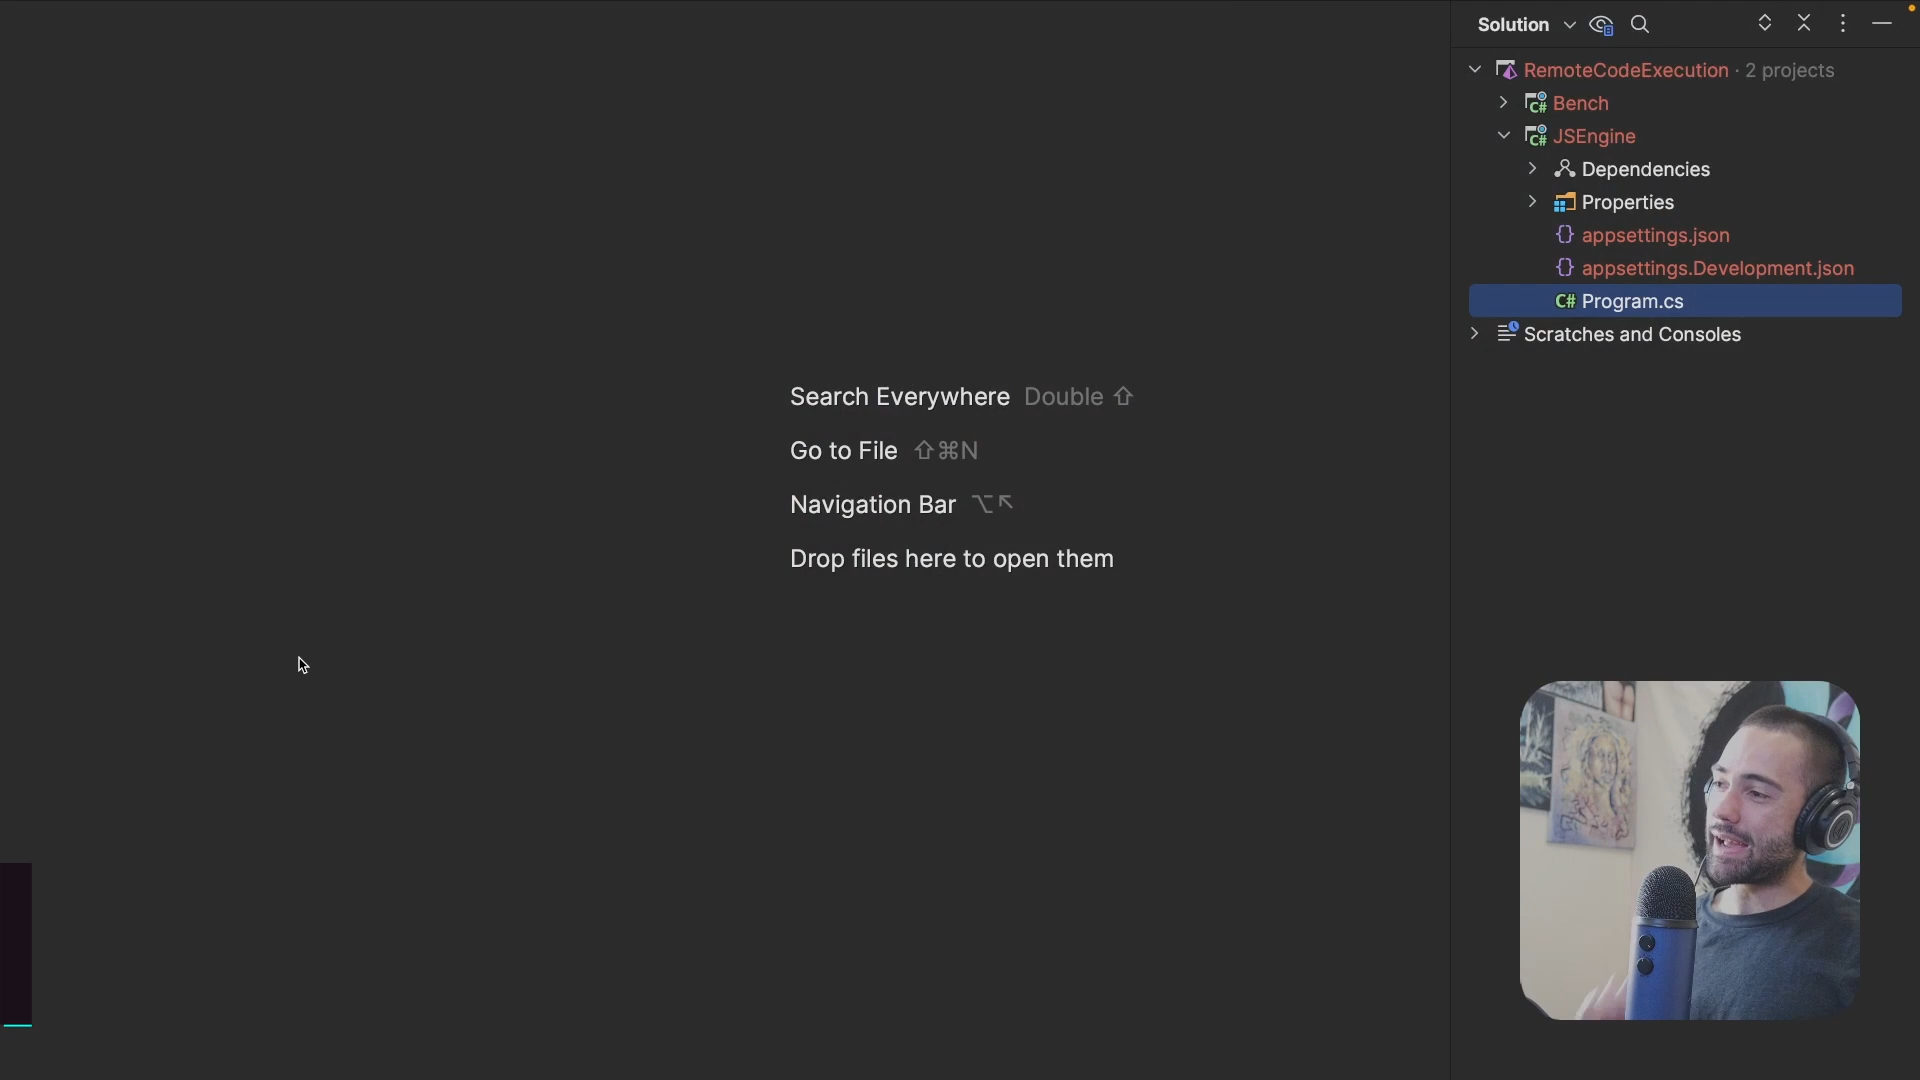 Solution
RemoteCodeExecution · 2 projects
C# Bench
C# JSEngine
Dependencies
Properties
{} appsettings.json
{} appsettings.Development.json
C# Program.cs
Scratches and Consoles
Search Everywhere Double ⇧
Go to File ⇧⌘N
Navigation Bar ⌥↖
Drop files here to open them